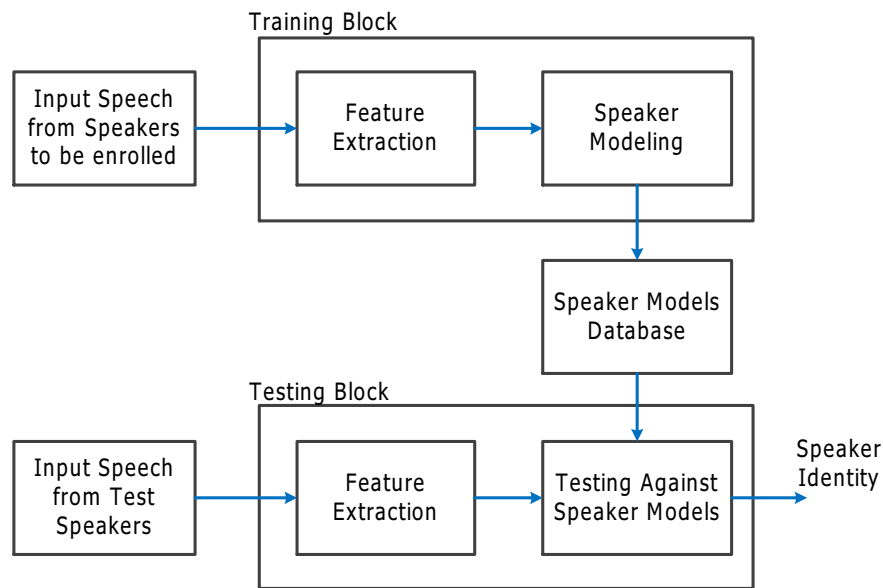 Training Block
Input Speech
from Speakers
to be enrolled
Feature
Extraction
Speaker
Modeling
Speaker Models
Database
Testing Block
Input Speech
from Test
Speakers
Feature
Extraction
Testing Against
Speaker Models
Speaker
Identity